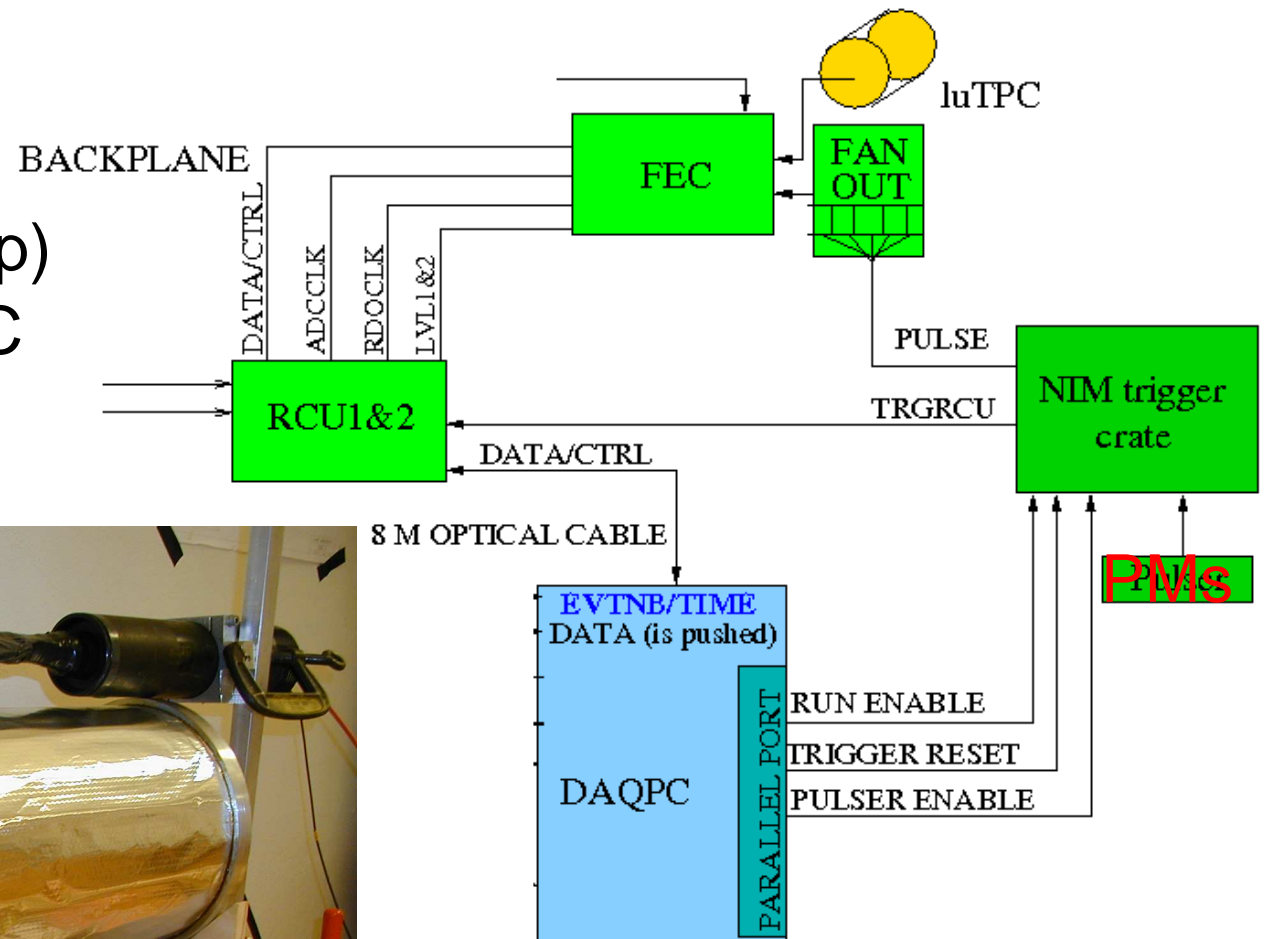 luTPC
BACKPLANE
FEC
FAN
OUT
p)
C
DATA/CTRL
ADCCLK
RDOCLK
LVL1&2
PULSE
NIM trigger
crate
RCU1&2
TRGRCU
DATA/CTRL
8 M OPTICAL CABLE
Pulser
PMs
EVTNB/TIME
DATA (is pushed)
RUN ENABLE
TRIGGER RESET
PULSER ENABLE
DAQPC
PARALLEL PORT